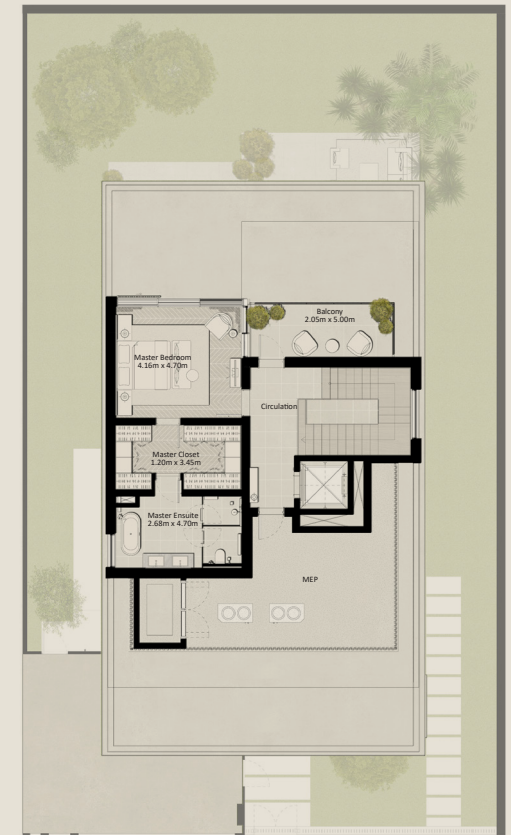 Balcony
2.05m x 5.00m
Master Bedroom
4.16m x 4.70m
Circulation
Master Closet
1.20m x 3.45m
Master Ensuite
2.68m x 4.70m
MEP